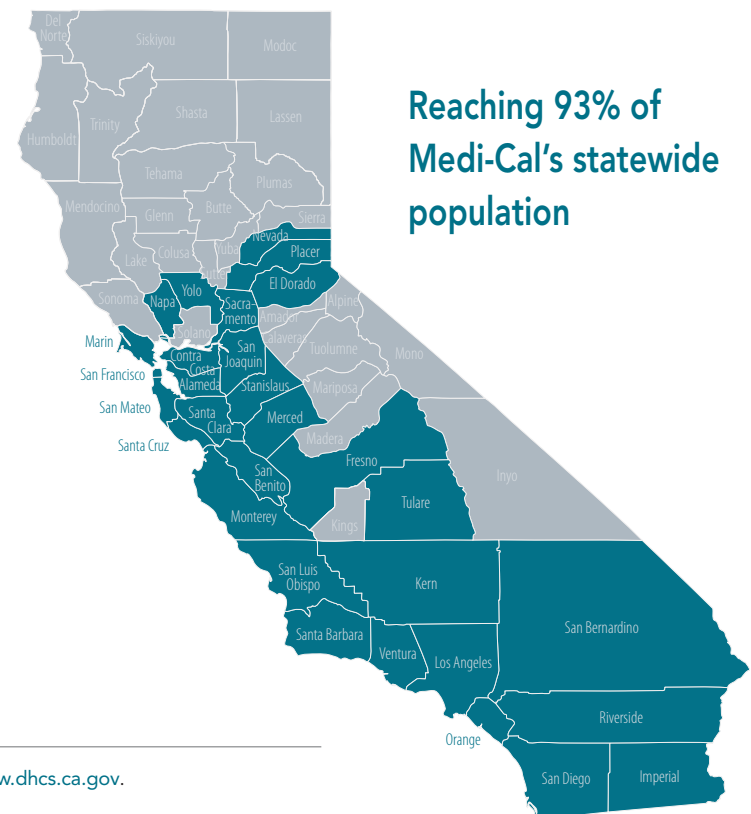 Del
Norte
Siskiyou
Modoc
Reaching 93% of
Medi-Cal’s statewide
population
Humboldt
Trinity
Shasta
Lassen
Tehama
Plumas
Mendocino
Glenn
Butte
Sierra
Nevada
Placer
Lake
Colusa
Yuba
Sutter
El Dorado
Sonoma
Napa
Yolo
Sacra-
mento
Amador
Alpine
Solano
Calaveras
Tuolumne
Mono
Marin
Contra
Costa
San
Joaquin
San Francisco
Alameda
Stanislaus
Mariposa
San Mateo
Santa
Clara
Merced
Madera
Santa Cruz
San
Benito
Fresno
Inyo
Monterey
Kings
Tulare
San Luis
Obispo
Kern
Santa Barbara
Ventura
Los Angeles
San Bernardino
Orange
Riverside
San Diego
Imperial
w.dhcs.ca.gov.